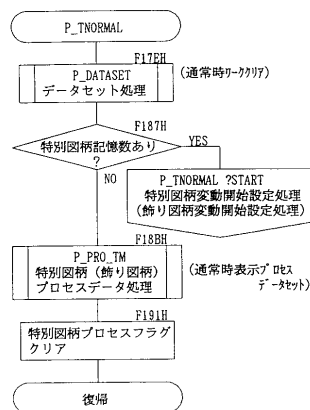 P_TNORMAL
F17EH
P_DATASET
データセット処理
(通常時ﾜｰｸクリア)
F187H
特別図柄記憶数あり
?
YES
NO
P_TNORMAL ?START
特別図柄変動開始設定処理
(飾り図柄変動開始設定処理)
F18BH
P_PRO_TM
特別図柄(飾り図柄)
プロセスデータ処理
(通常時表示ﾌﾟﾛｾｽ
ﾃﾞｰﾀｾｯﾄ)
F191H
特別図柄プロセスフラグ
クリア
復帰